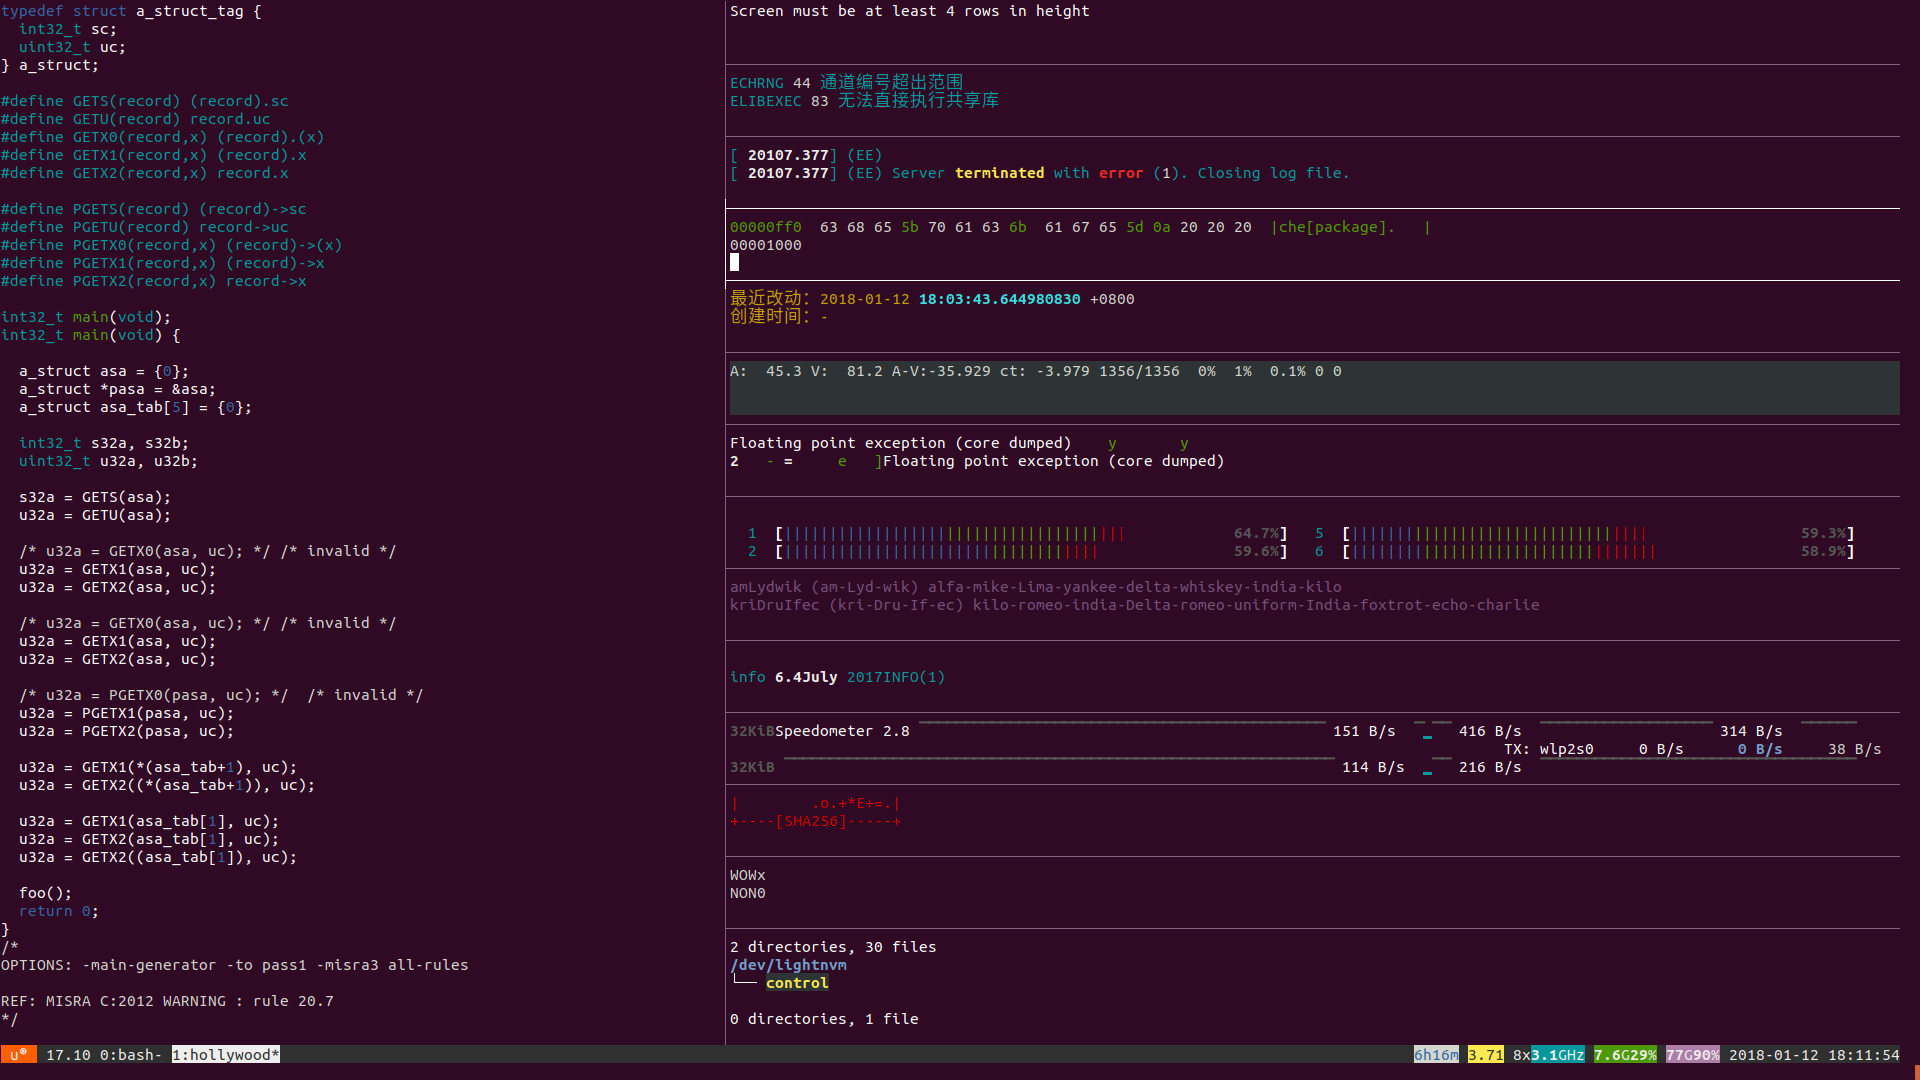 typedef struct a_struct_tag {
int32_t sc;
uint32_t uc;
} a_struct;
#define GETS(record) (record).sc
#define GETU(record) record.uc
#define GETX0(record,x) (record).(x)
#define GETX1(record,x) (record).x
#define GETX2(record,x) record.x
#define PGETS(record) (record)->sc
#define PGETU(record) record->uc
#define PGETX0(record,x) (record)->(x)
#define PGETX1(record,x) (record)->x
#define PGETX2(record,x) record->x
int32_t main(void);
int32_t main(void) {
a_struct asa = {0};
a_struct *pasa = &asa;
a_struct asa_tab[5] = {0};
int32_t s32a, s32b;
uint32_t u32a, u32b;
s32a = GETS(asa);
u32a = GETU(asa);
/* u32a = GETX0(asa, uc); */ /* invalid */
u32a = GETX1(asa, uc);
u32a = GETX2(asa, uc);
/* u32a = GETX0(asa, uc); */ /* invalid */
u32a = GETX1(asa, uc);
u32a = GETX2(asa, uc);
/* u32a = PGETX0(pasa, uc); */  /* invalid */
u32a = PGETX1(pasa, uc);
u32a = PGETX2(pasa, uc);
u32a = GETX1(*(asa_tab+1), uc);
u32a = GETX2((*(asa_tab+1)), uc);
u32a = GETX1(asa_tab[1], uc);
u32a = GETX2(asa_tab[1], uc);
u32a = GETX2((asa_tab[1]), uc);
foo();
return 0;
}
/*
OPTIONS: -main-generator -to pass1 -misra3 all-rules
REF: MISRA C:2012 WARNING : rule 20.7
*/
Screen must be at least 4 rows in height
ECHRNG 44 通道编号超出范围
ELIBEXEC 83 无法直接执行共享库
[ 20107.377] (EE)
[ 20107.377] (EE) Server terminated with error (1). Closing log file.
00000ff0  63 68 65 5b 70 61 63 6b  61 67 65 5d 0a 20 20 20  |che[package].   |
00001000
最近改动：2018-01-12 18:03:43.644980830 +0800
创建时间：-
A:  45.3 V:  81.2 A-V:-35.929 ct: -3.979 1356/1356  0%  1%  0.1% 0 0
Floating point exception (core dumped)    y       y
2   - =     e   ]Floating point exception (core dumped)
1  [||||||||||||||||||||||||||||||||||||||            64.7%]   5  [|||||||||||||||||||||||||||||||||                 59.3%]
2  [|||||||||||||||||||||||||||||||||||               59.6%]   6  [||||||||||||||||||||||||||||||||||                58.9%]
amLydwik (am-Lyd-wik) alfa-mike-Lima-yankee-delta-whiskey-india-kilo
kriDruIfec (kri-Dru-If-ec) kilo-romeo-india-Delta-romeo-uniform-India-foxtrot-echo-charlie
info 6.4July 2017INFO(1)
32KiBSpeedometer 2.8 151 B/s 416 B/s 314 B/s
TX: wlp2s0     0 B/s      0 B/s     38 B/s
32KiB 114 B/s 216 B/s
|        .o.+*E+=.|
+----[SHA256]-----+
WOWx
NON0
2 directories, 30 files
/dev/lightnvm
└── control
0 directories, 1 file
u® 17.10 0:bash- 1:hollywood* 6h16m 3.71 8x3.1GHz 7.6G29% 77G90% 2018-01-12 18:11:54